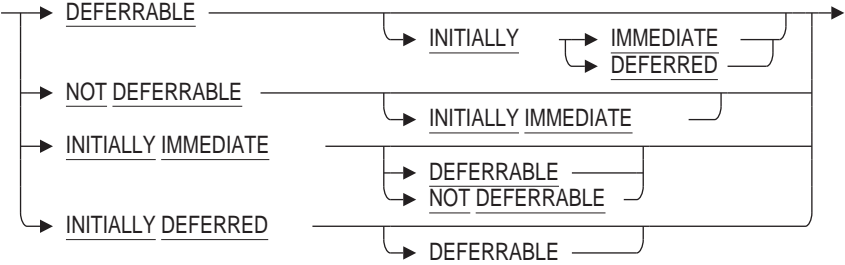 DEFERRABLE
INITIALLY IMMEDIATE
DEFERRED
NOT DEFERRABLE
INITIALLY IMMEDIATE
INITIALLY IMMEDIATE
DEFERRABLE
NOT DEFERRABLE
INITIALLY DEFERRED
DEFERRABLE